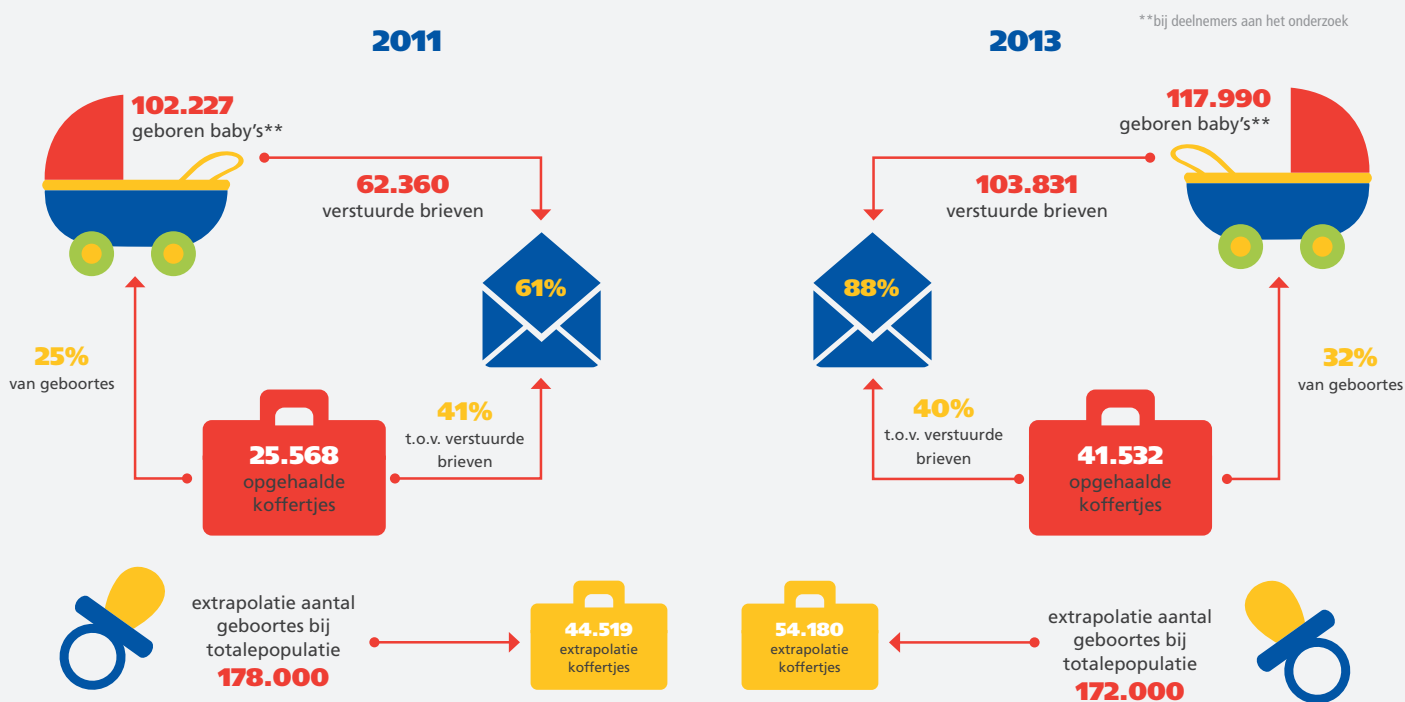 **bij deelnemers aan het onderzoek
2011
102.227
geboren baby's**
62.360
verstuurde brieven
61%
25%
van geboortes
41%
t.o.v. verstuurde
brieven
25.568
opgehaalde
koffertjes
extrapolatie aantal
geboortes bij
totalepopulatie
178.000
44.519
extrapolatie
koffertjes
2013
117.990
geboren baby's**
103.831
verstuurde brieven
88%
32%
van geboortes
40%
t.o.v. verstuurde
brieven
41.532
opgehaalde
koffertjes
54.180
extrapolatie
koffertjes
extrapolatie aantal
geboortes bij
totalepopulatie
172.000